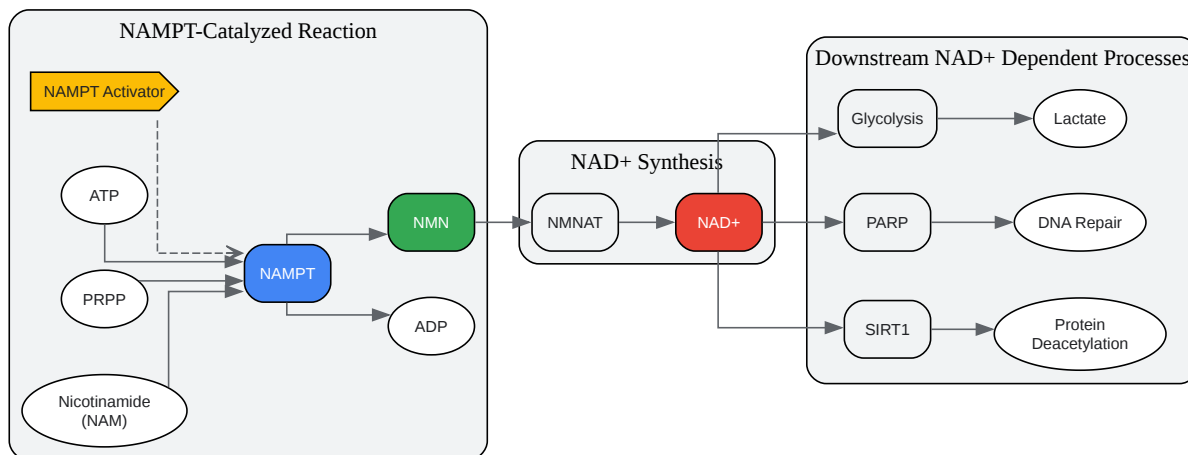 NAMPT-Catalyzed Reaction
NAMPT Activator
ATP
PRPP
Nicotinamide
(NAM)
NAMPT
NMN
ADP
NAD+ Synthesis
NMNAT
NAD+
Downstream NAD+ Dependent Processes
Glycolysis
Lactate
PARP
DNA Repair
SIRT1
Protein
Deacetylation